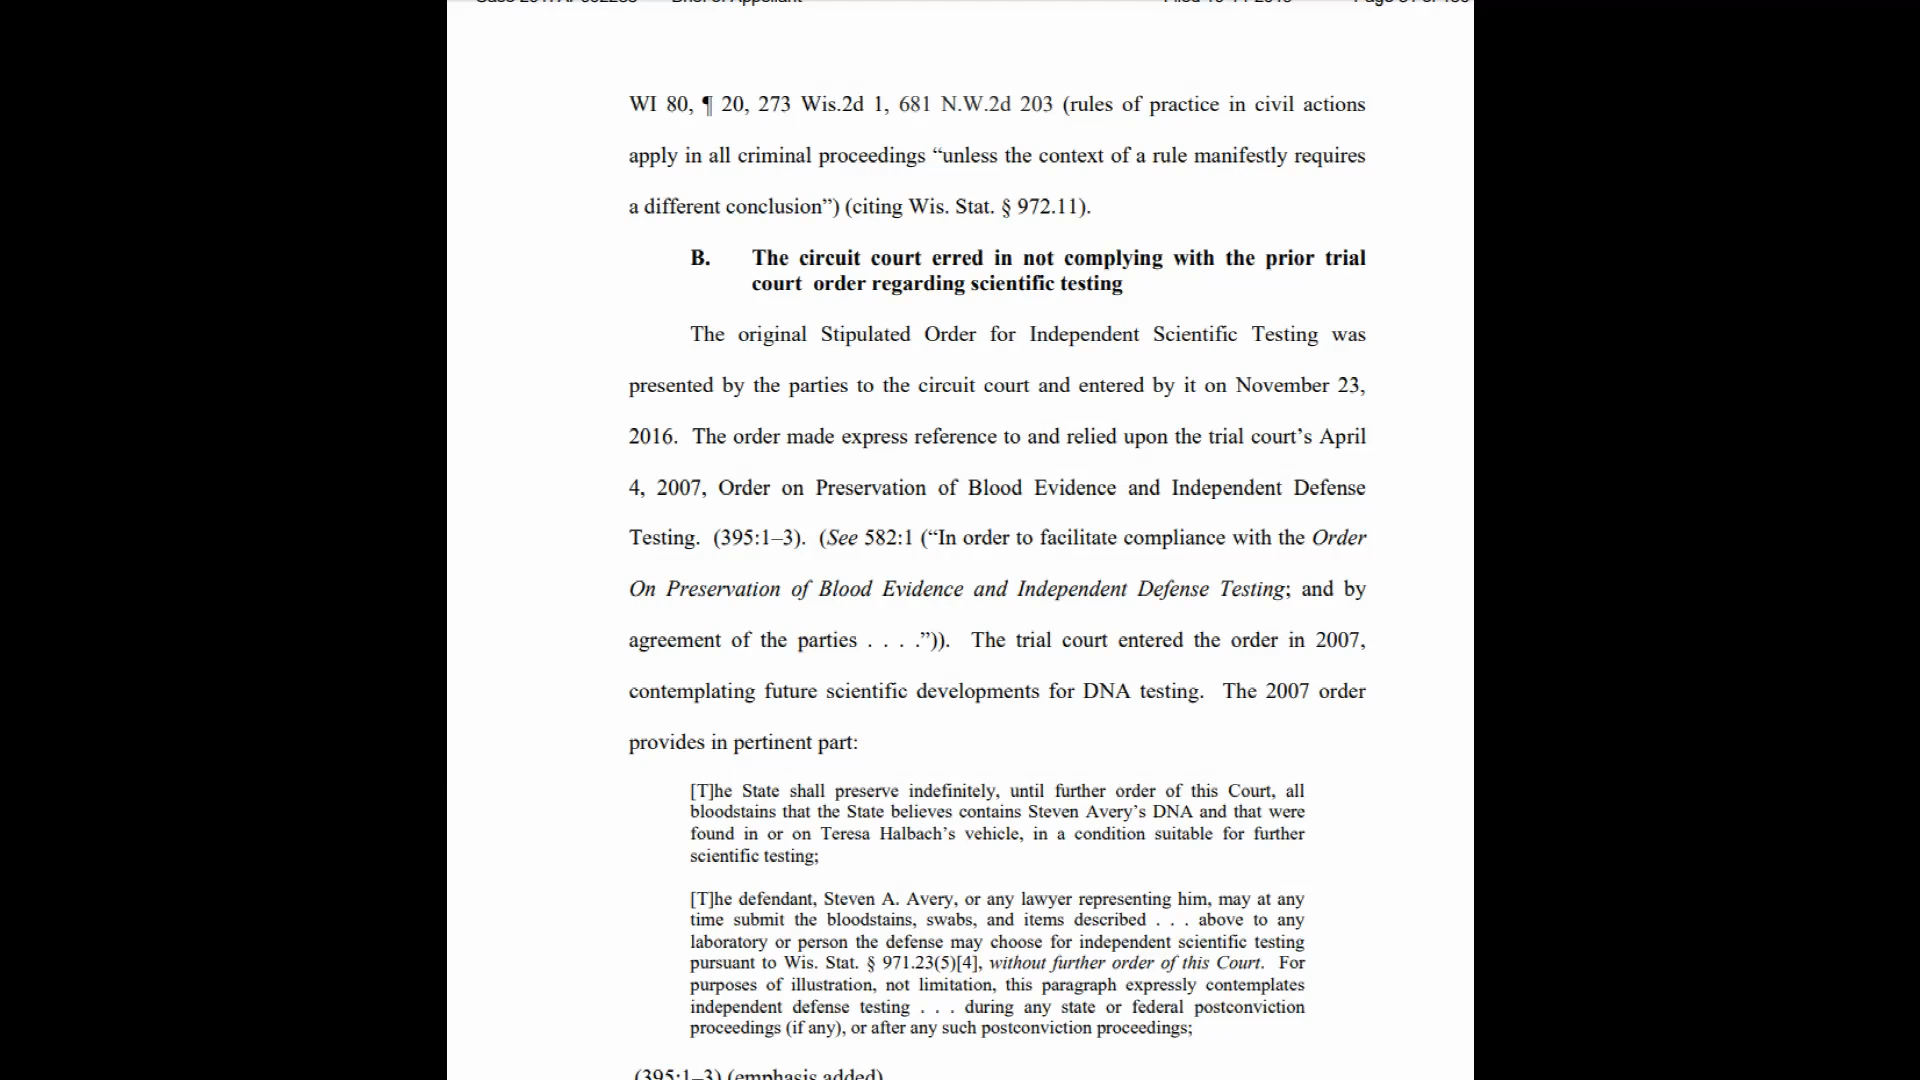 WI 80, ¶ 20, 273 Wis.2d 1, 681 N.W.2d 203 (rules of practice in civil actions
apply in all criminal proceedings “unless the context of a rule manifestly requires
a different conclusion”) (citing Wis. Stat. § 972.11).
B. The circuit court erred in not complying with the prior trial
court order regarding scientific testing
The original Stipulated Order for Independent Scientific Testing was
presented by the parties to the circuit court and entered by it on November 23,
2016. The order made express reference to and relied upon the trial court’s April
4, 2007, Order on Preservation of Blood Evidence and Independent Defense
Testing. (395:1–3). (See 582:1 (“In order to facilitate compliance with the Order
On Preservation of Blood Evidence and Independent Defense Testing; and by
agreement of the parties . . . .”)). The trial court entered the order in 2007,
contemplating future scientific developments for DNA testing. The 2007 order
provides in pertinent part:
[T]he State shall preserve indefinitely, until further order of this Court, all
bloodstains that the State believes contains Steven Avery’s DNA and that were
found in or on Teresa Halbach’s vehicle, in a condition suitable for further
scientific testing;
[T]he defendant, Steven A. Avery, or any lawyer representing him, may at any
time submit the bloodstains, swabs, and items described . . . above to any
laboratory or person the defense may choose for independent scientific testing
pursuant to Wis. Stat. § 971.23(5)[4], without further order of this Court. For
purposes of illustration, not limitation, this paragraph expressly contemplates
independent defense testing . . . during any state or federal postconviction
proceedings (if any), or after any such postconviction proceedings;
(395:1–3) (emphasis added)